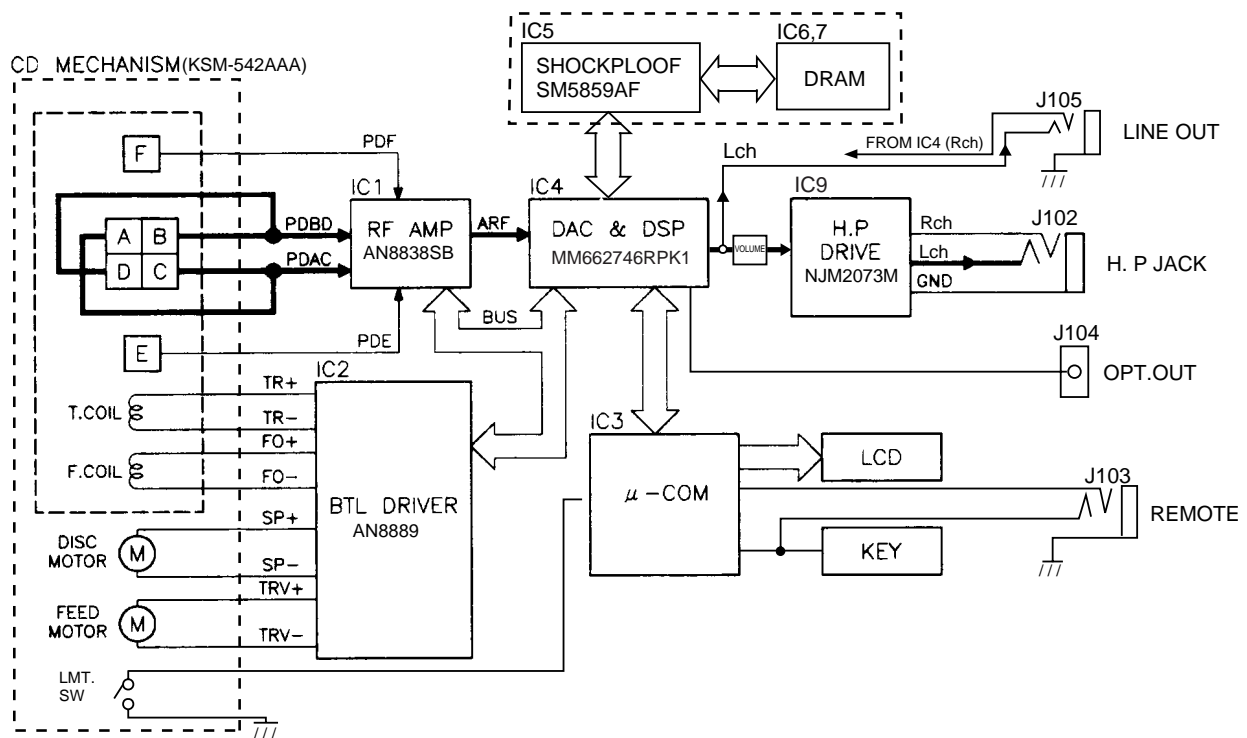 CD MECHANISM(KSM-542AAA)
F
PDF
A B
D C
PDBD
PDAC
E
PDE
IC1
RF AMP
AN8838SB
ARF
BUS
IC5
SHOCKPLOOF
SM5859AF
IC6,7
DRAM
IC4
DAC & DSP
MM662746RPK1
Lch
FROM IC4 (Rch)
J105
LINE OUT
VOLUME
IC9
H.P
DRIVE
NJM2073M
Rch
Lch
GND
J102
H. P JACK
J104
OPT.OUT
T.COIL
TR+
TR-
F.COIL
FO+
FO-
DISC
MOTOR
M
SP+
SP-
FEED
MOTOR
M
TRV+
TRV-
LMT.
SW
IC2
BTL DRIVER
AN8889
IC3
μ-COM
LCD
KEY
J103
REMOTE